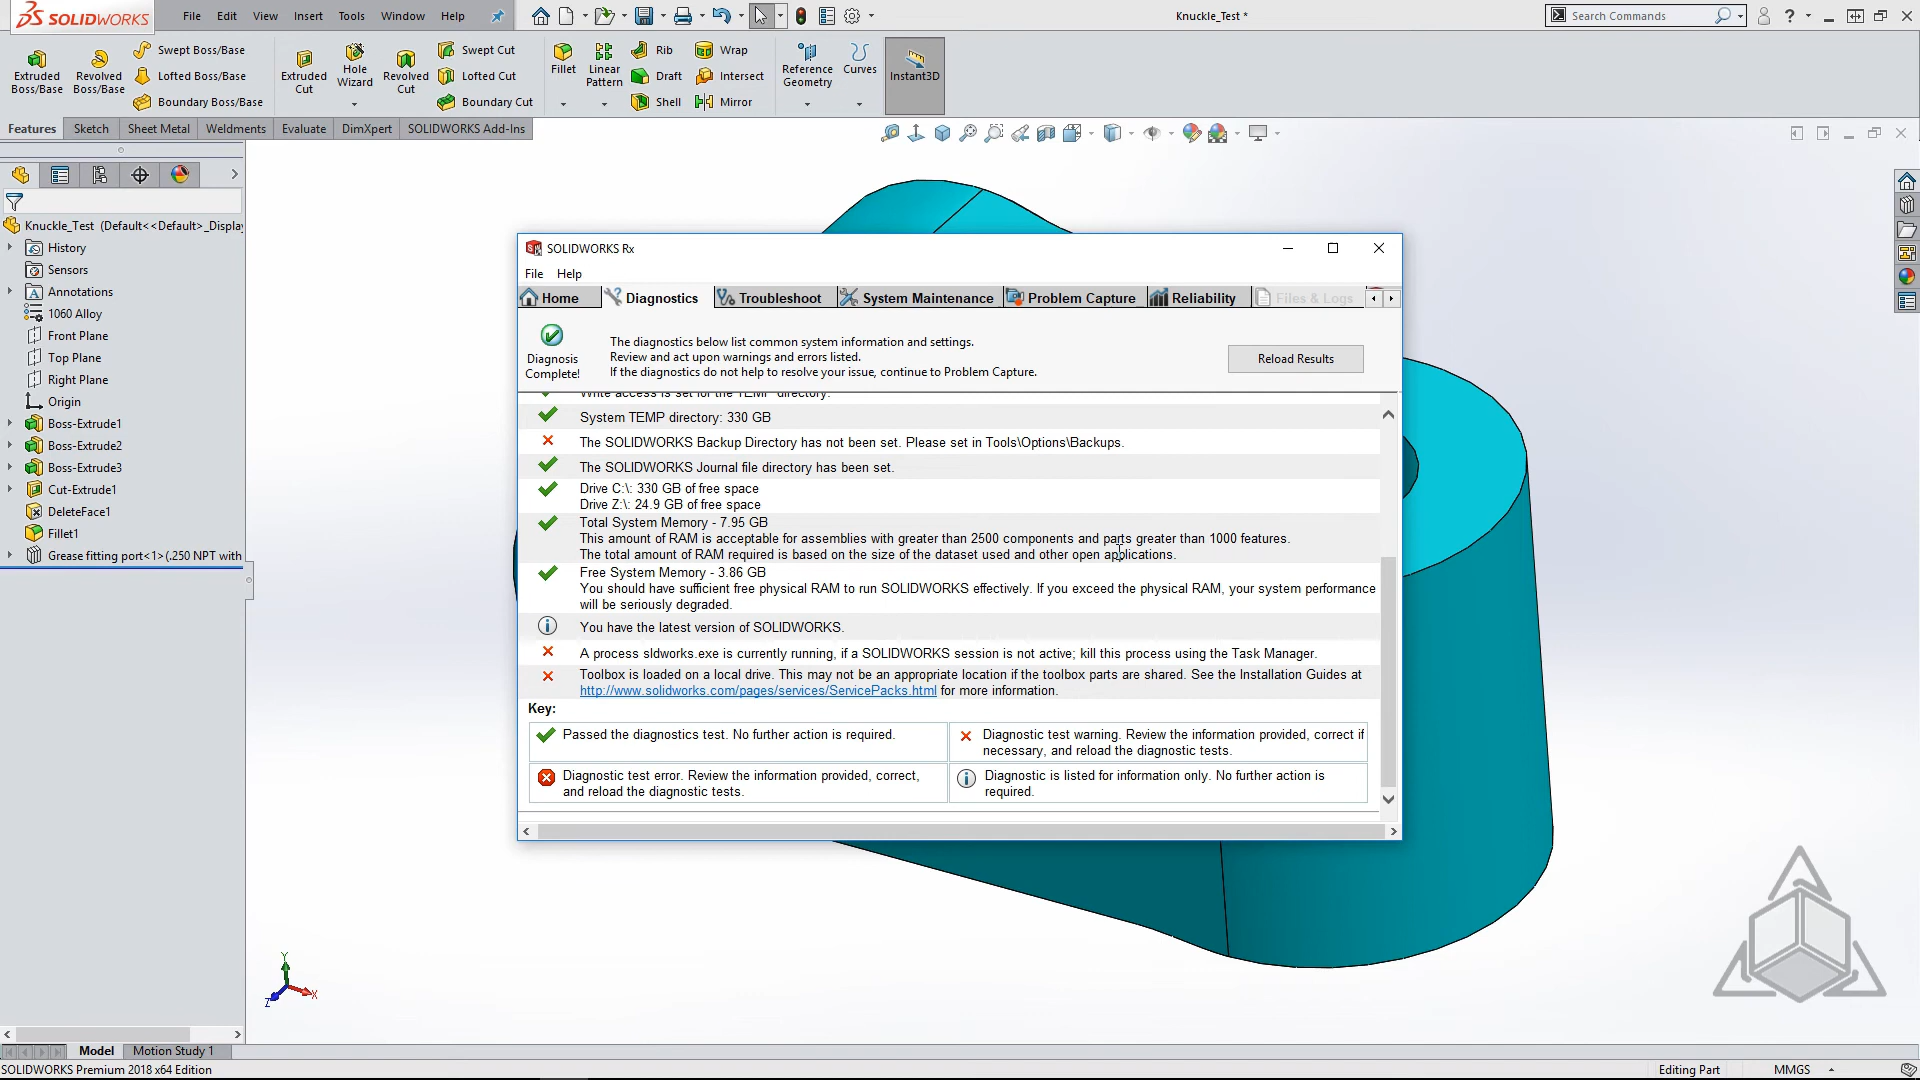 SOLIDWORKS
File Edit View Insert Tools Window Help
Knuckle_Test *
Search Commands
Extruded Boss/Base
Revolved Boss/Base
Swept Boss/Base
Lofted Boss/Base
Boundary Boss/Base
Extruded Cut
Hole Wizard
Revolved Cut
Swept Cut
Lofted Cut
Boundary Cut
Fillet
Linear Pattern
Rib
Draft
Shell
Wrap
Intersect
Mirror
Reference Geometry
Curves
Instant3D
Features Sketch Sheet Metal Weldments Evaluate DimXpert SOLIDWORKS Add-Ins
Knuckle_Test (Default<<Default>_Display
History
Sensors
Annotations
1060 Alloy
Front Plane
Top Plane
Right Plane
Origin
Boss-Extrude1
Boss-Extrude2
Boss-Extrude3
Cut-Extrude1
DeleteFace1
Fillet1
Grease fitting port<1>(.250 NPT with
SOLIDWORKS Rx
File Help
Home Diagnostics Troubleshoot System Maintenance Problem Capture Reliability Files & Logs
Diagnosis Complete!
The diagnostics below list common system information and settings.
Review and act upon warnings and errors listed.
If the diagnostics do not help to resolve your issue, continue to Problem Capture.
Reload Results
Write access is set for the TEMP directory.
System TEMP directory: 330 GB
The SOLIDWORKS Backup Directory has not been set. Please set in Tools\Options\Backups.
The SOLIDWORKS Journal file directory has been set.
Drive C:\: 330 GB of free space
Drive Z:\: 24.9 GB of free space
Total System Memory - 7.95 GB
This amount of RAM is acceptable for assemblies with greater than 2500 components and parts greater than 1000 features.
The total amount of RAM required is based on the size of the dataset used and other open applications.
Free System Memory - 3.86 GB
You should have sufficient free physical RAM to run SOLIDWORKS effectively. If you exceed the physical RAM, your system performance
will be seriously degraded.
You have the latest version of SOLIDWORKS.
A process sldworks.exe is currently running, if a SOLIDWORKS session is not active; kill this process using the Task Manager.
Toolbox is loaded on a local drive. This may not be an appropriate location if the toolbox parts are shared. See the Installation Guides at
http://www.solidworks.com/pages/services/ServicePacks.html for more information.
Key:
Passed the diagnostics test. No further action is required.
Diagnostic test warning. Review the information provided, correct if
necessary, and reload the diagnostic tests.
Diagnostic test error. Review the information provided, correct,
and reload the diagnostic tests.
Diagnostic is listed for information only. No further action is
required.
Y
X
Z
Model Motion Study 1
SOLIDWORKS Premium 2018 x64 Edition
Editing Part
MMGS